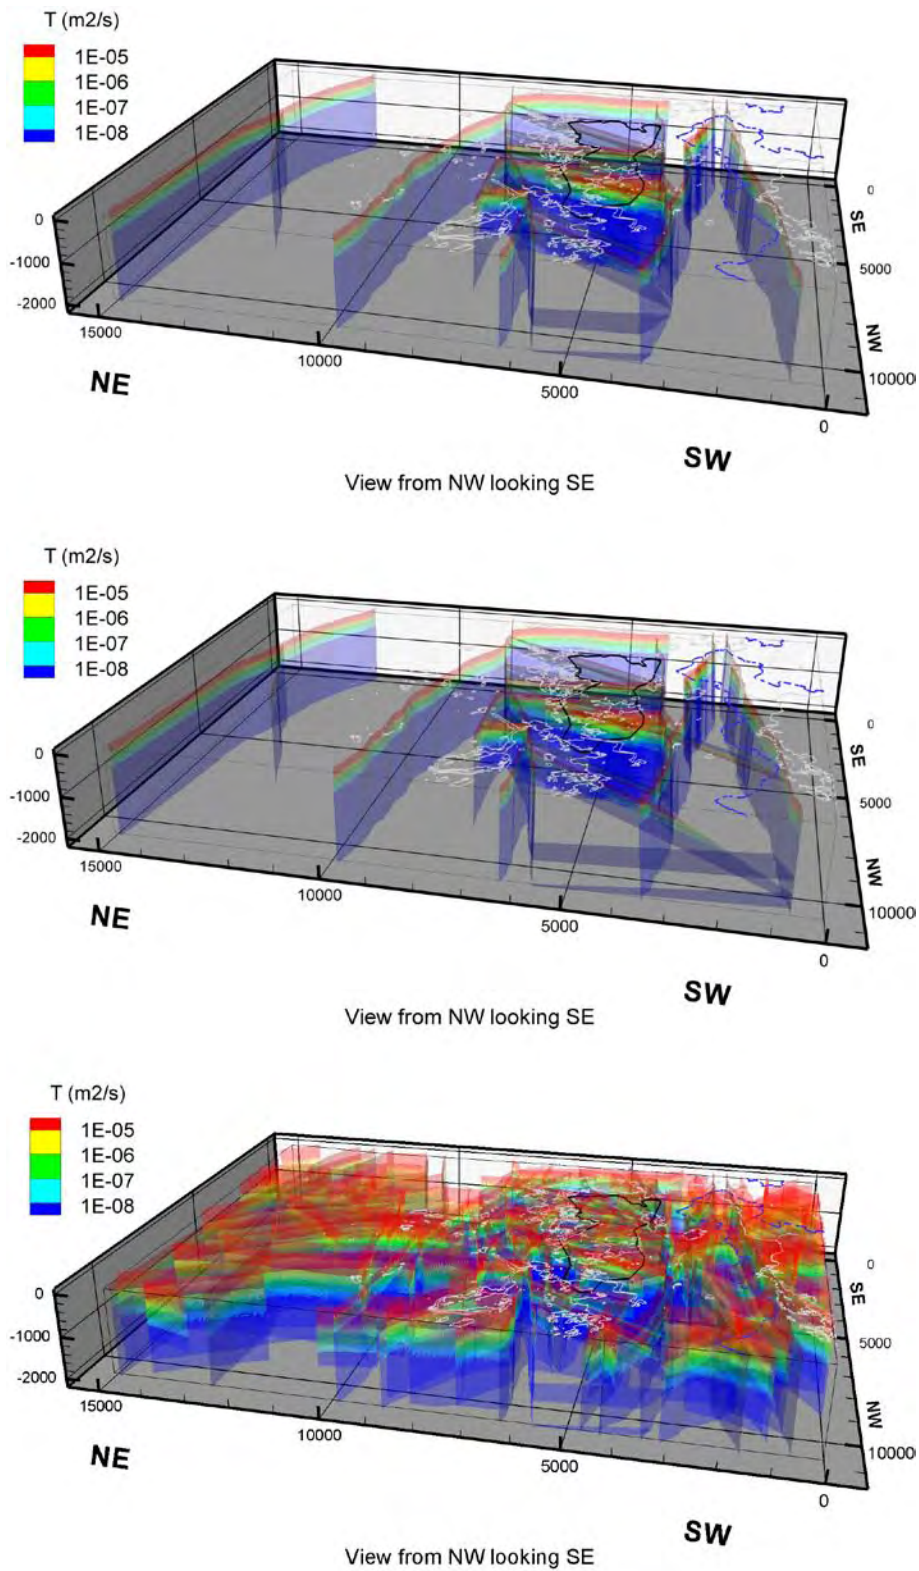 T (m2/s)
1E-05
1E-06
1E-07
1E-08
0
-1000
-2000
15000
10000
5000
0
0
5000
10000
SE
NW
NE
SW
View from NW looking SE
T (m2/s)
1E-05
1E-06
1E-07
1E-08
0
-1000
-2000
15000
10000
5000
0
0
5000
10000
SE
NW
NE
SW
View from NW looking SE
T (m2/s)
1E-05
1E-06
1E-07
1E-08
0
-1000
-2000
15000
10000
5000
0
0
5000
10000
SE
NW
NE
SW
View from NW looking SE